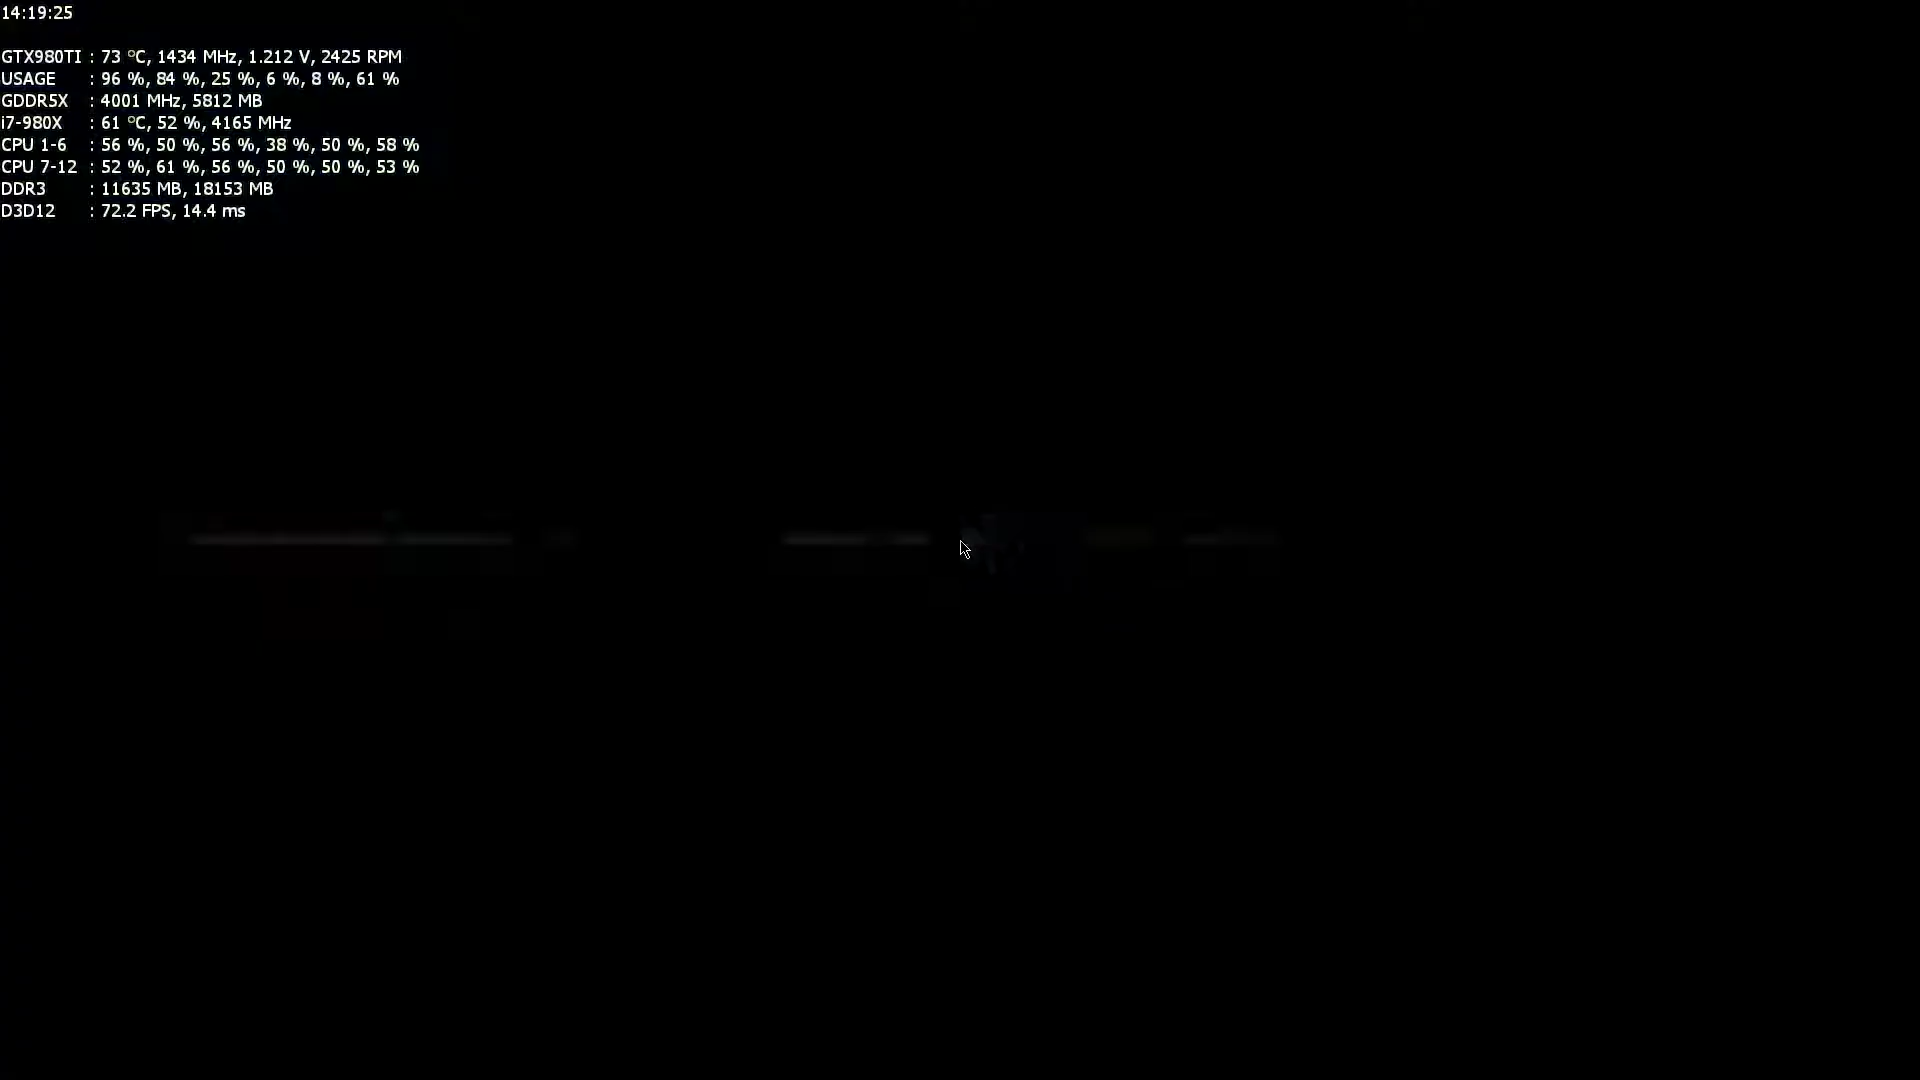 14:19:25
GTX980TI : 73 °C, 1434 MHz, 1.212 V, 2425 RPM
USAGE : 96 %, 84 %, 25 %, 6 %, 8 %, 61 %
GDDR5X : 4001 MHz, 5812 MB
i7-980X : 61 °C, 52 %, 4165 MHz
CPU 1-6 : 56 %, 50 %, 56 %, 38 %, 50 %, 58 %
CPU 7-12 : 52 %, 61 %, 56 %, 50 %, 50 %, 53 %
DDR3 : 11635 MB, 18153 MB
D3D12 : 72.2 FPS, 14.4 ms